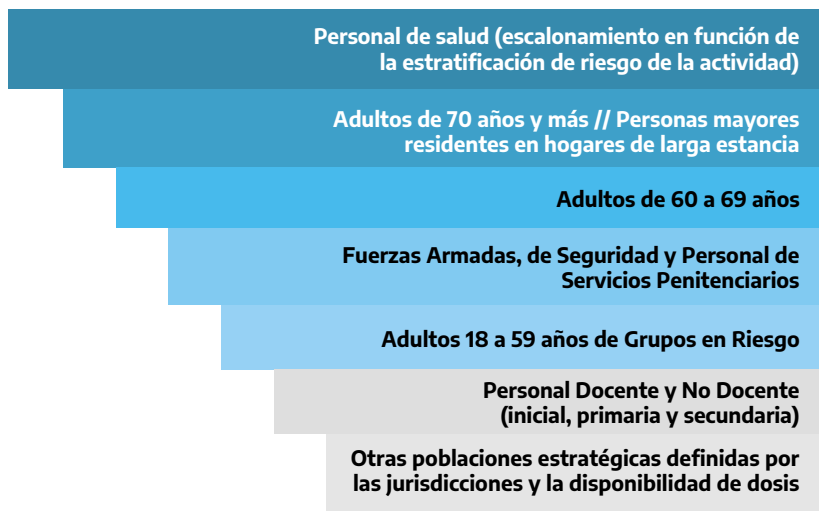 Personal de salud (escalonamiento en función de
la estratificación de riesgo de la actividad)
Adultos de 70 años y más // Personas mayores
residentes en hogares de larga estancia
Adultos de 60 a 69 años
Fuerzas Armadas, de Seguridad y Personal de
Servicios Penitenciarios
Adultos 18 a 59 años de Grupos en Riesgo
Personal Docente y No Docente
(inicial, primaria y secundaria)
Otras poblaciones estratégicas definidas por
las jurisdicciones y la disponibilidad de dosis